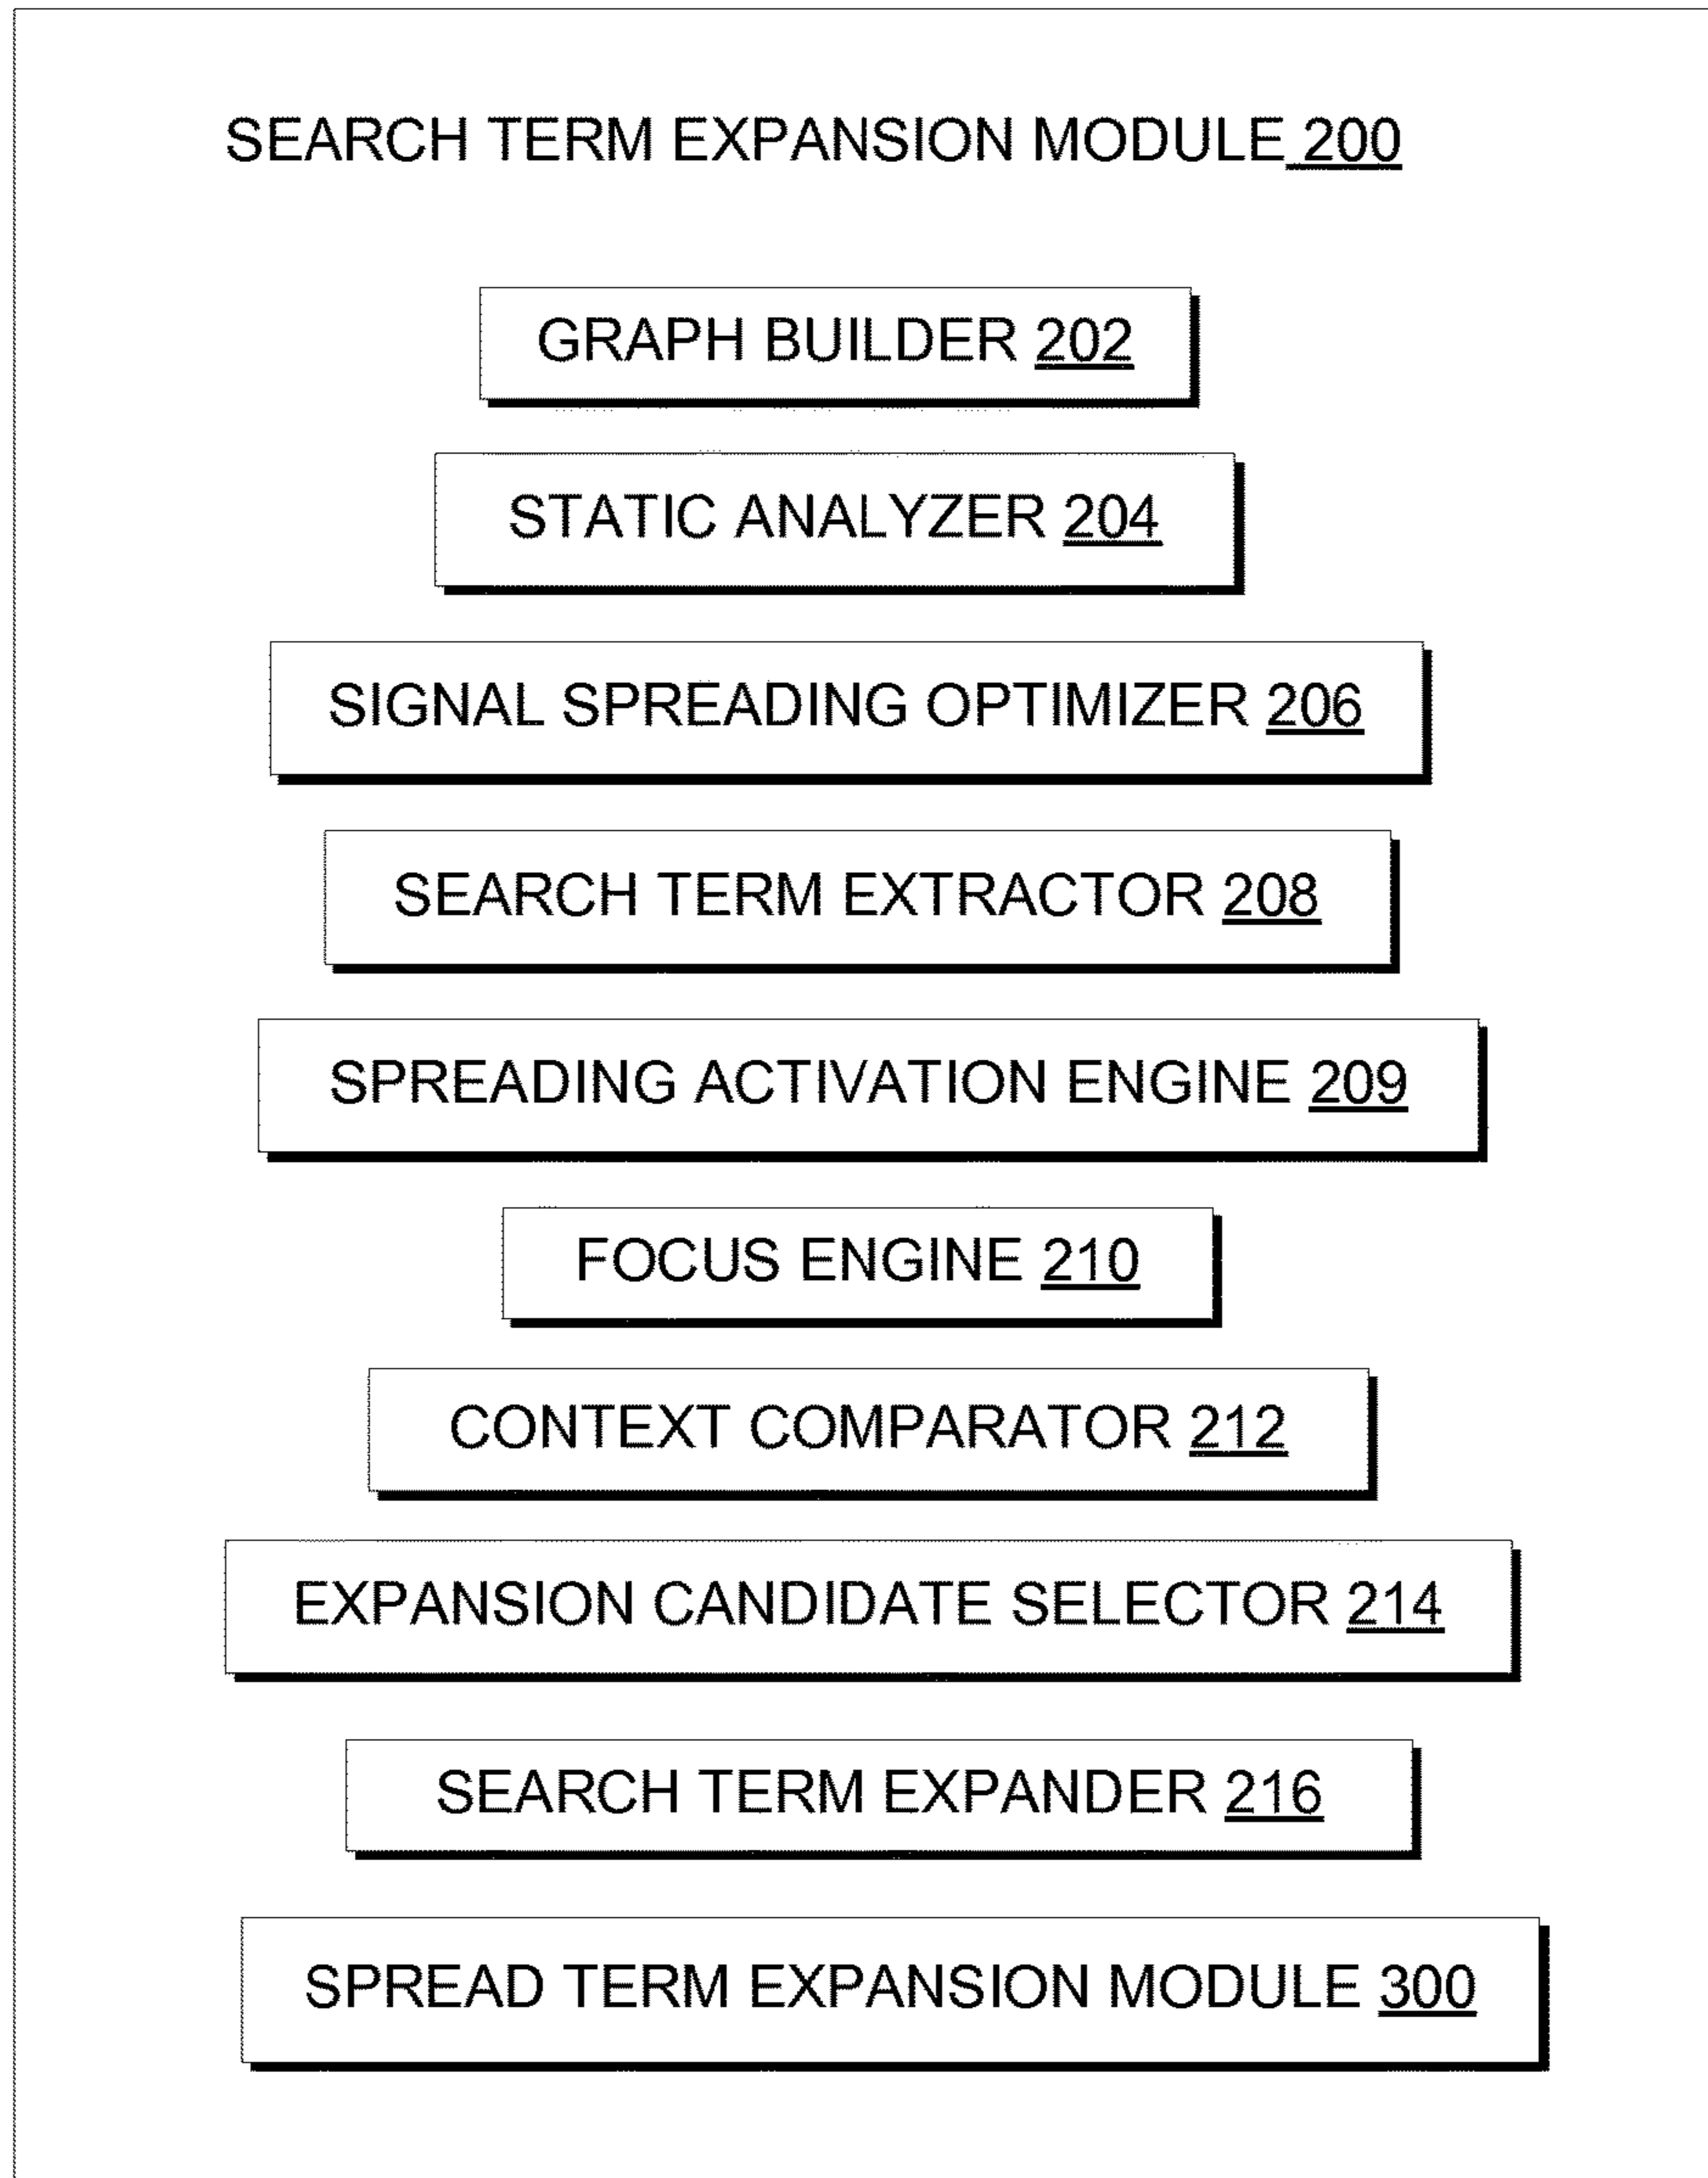 SEARCH TERM EXPANSION MODULE 200
GRAPH BUILDER 202
STATIC ANALYZER 204
SIGNAL SPREADING OPTIMIZER 206
SEARCH TERM EXTRACTOR 208
SPREADING ACTIVATION ENGINE 209
FOCUS ENGINE 210
CONTEXT COMPARATOR 212
EXPANSION CANDIDATE SELECTOR 214
SEARCH TERM EXPANDER 216
SPREAD TERM EXPANSION MODULE 300